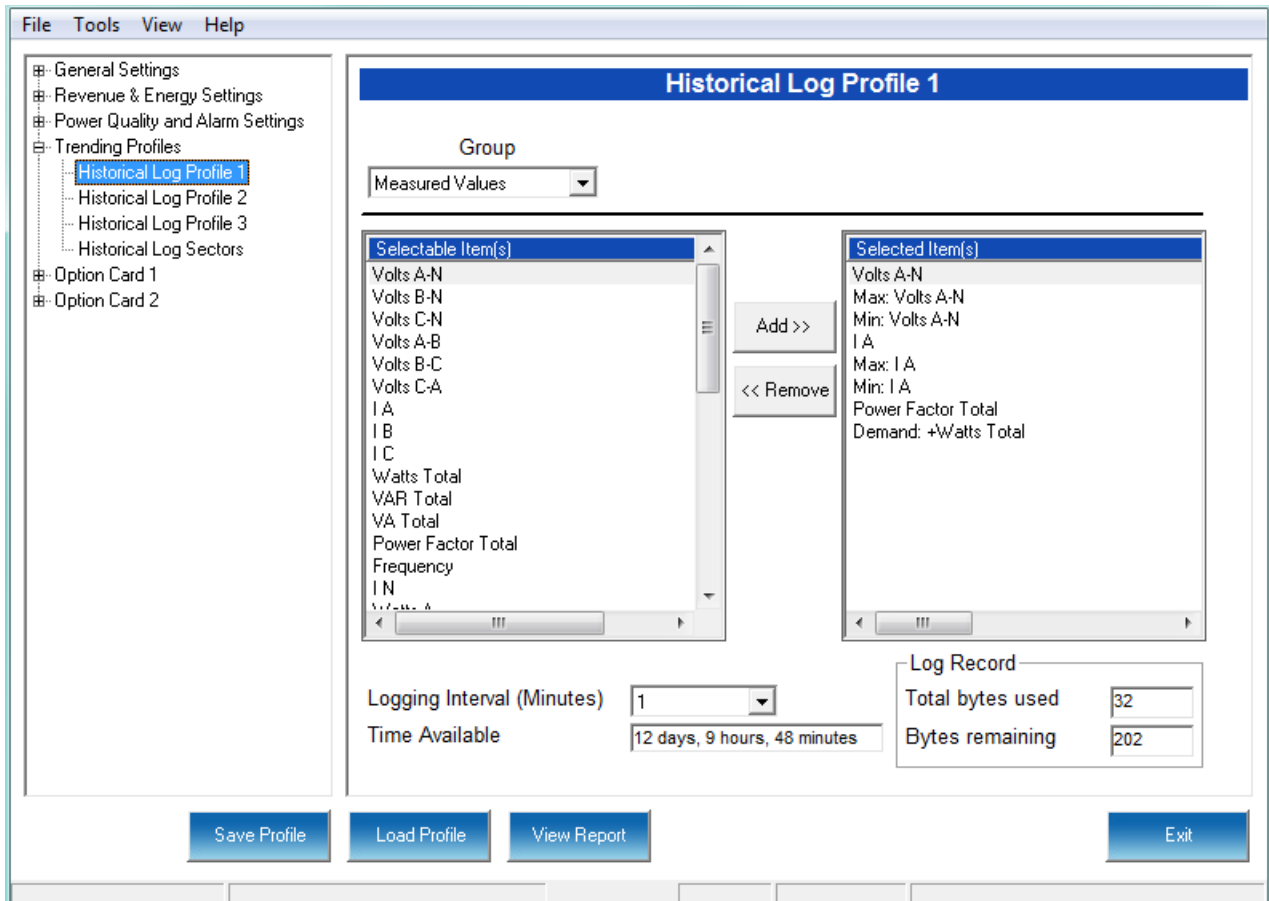 File Tools View Help
General Settings
Revenue & Energy Settings
Power Quality and Alarm Settings
Trending Profiles
Historical Log Profile 1
Historical Log Profile 2
Historical Log Profile 3
Historical Log Sectors
Option Card 1
Option Card 2
Historical Log Profile 1
Group
Measured Values
Selectable Item(s)
Volts A-N
Volts B-N
Volts C-N
Volts A-B
Volts B-C
Volts C-A
I A
I B
I C
Watts Total
VAR Total
VA Total
Power Factor Total
Frequency
I N
Watts A
Add >>
<< Remove
Selected Item(s)
Volts A-N
Max: Volts A-N
Min: Volts A-N
I A
Max: I A
Min: I A
Power Factor Total
Demand: +Watts Total
Logging Interval (Minutes) 1
Time Available 12 days, 9 hours, 48 minutes
Log Record
Total bytes used 32
Bytes remaining 202
Save Profile
Load Profile
View Report
Exit